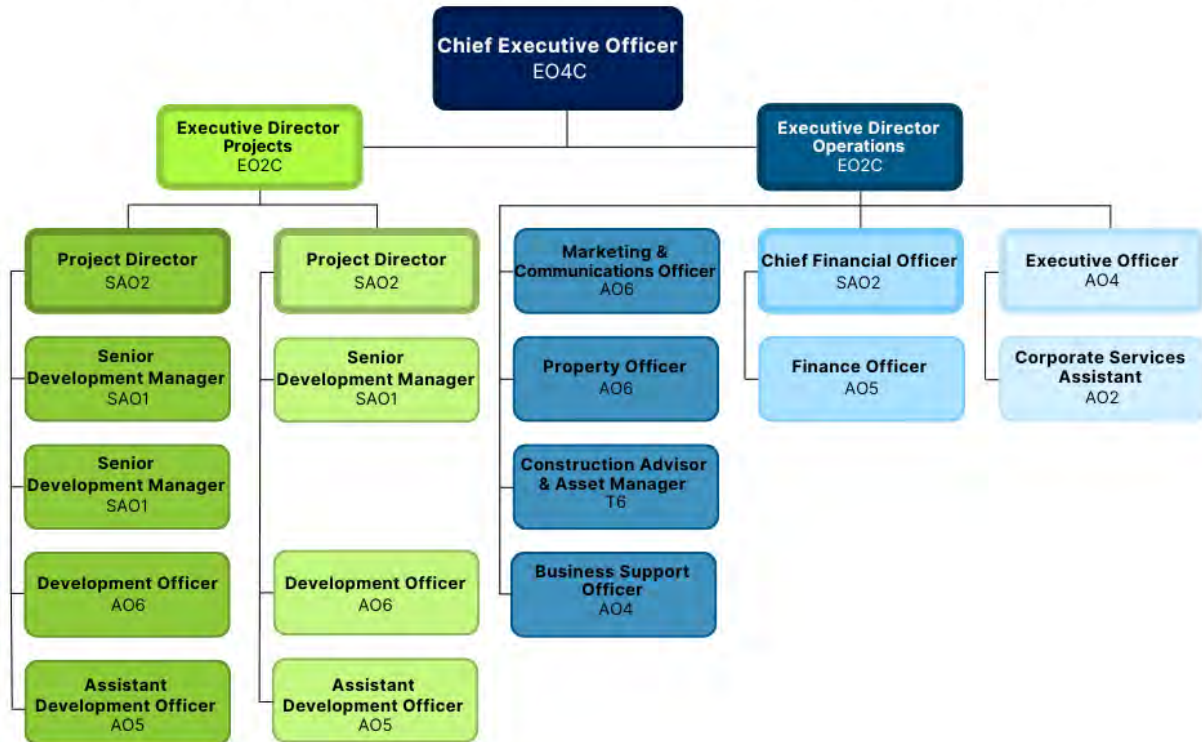 Chief Executive Officer
EO4C
Executive Director
Projects
EO2C
Executive Director
Operations
EO2C
Project Director
SAO2
Senior
Development Manager
SAO1
Senior
Development Manager
SAO1
Development Officer
AO6
Assistant
Development Officer
AO5
Project Director
SAO2
Senior
Development Manager
SAO1
Development Officer
AO6
Assistant
Development Officer
AO5
Marketing &
Communications Officer
AO6
Property Officer
AO6
Construction Advisor
& Asset Manager
T6
Business Support
Officer
AO4
Chief Financial Officer
SAO2
Finance Officer
AO5
Executive Officer
AO4
Corporate Services
Assistant
AO2